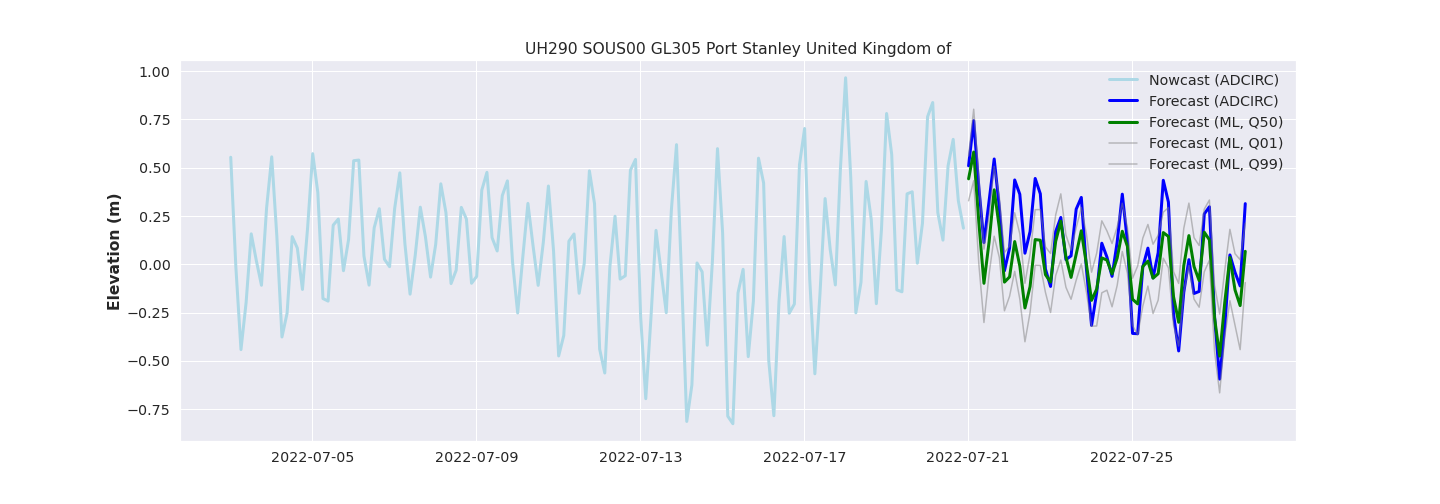 UH290 SOUS00 GL305 Port Stanley United Kingdom of
Elevation (m)
1.00
0.75
0.50
0.25
0.00
−0.25
−0.50
−0.75
Nowcast (ADCIRC)
Forecast (ADCIRC)
Forecast (ML, Q50)
Forecast (ML, Q01)
Forecast (ML, Q99)
2022-07-05
2022-07-09
2022-07-13
2022-07-17
2022-07-21
2022-07-25